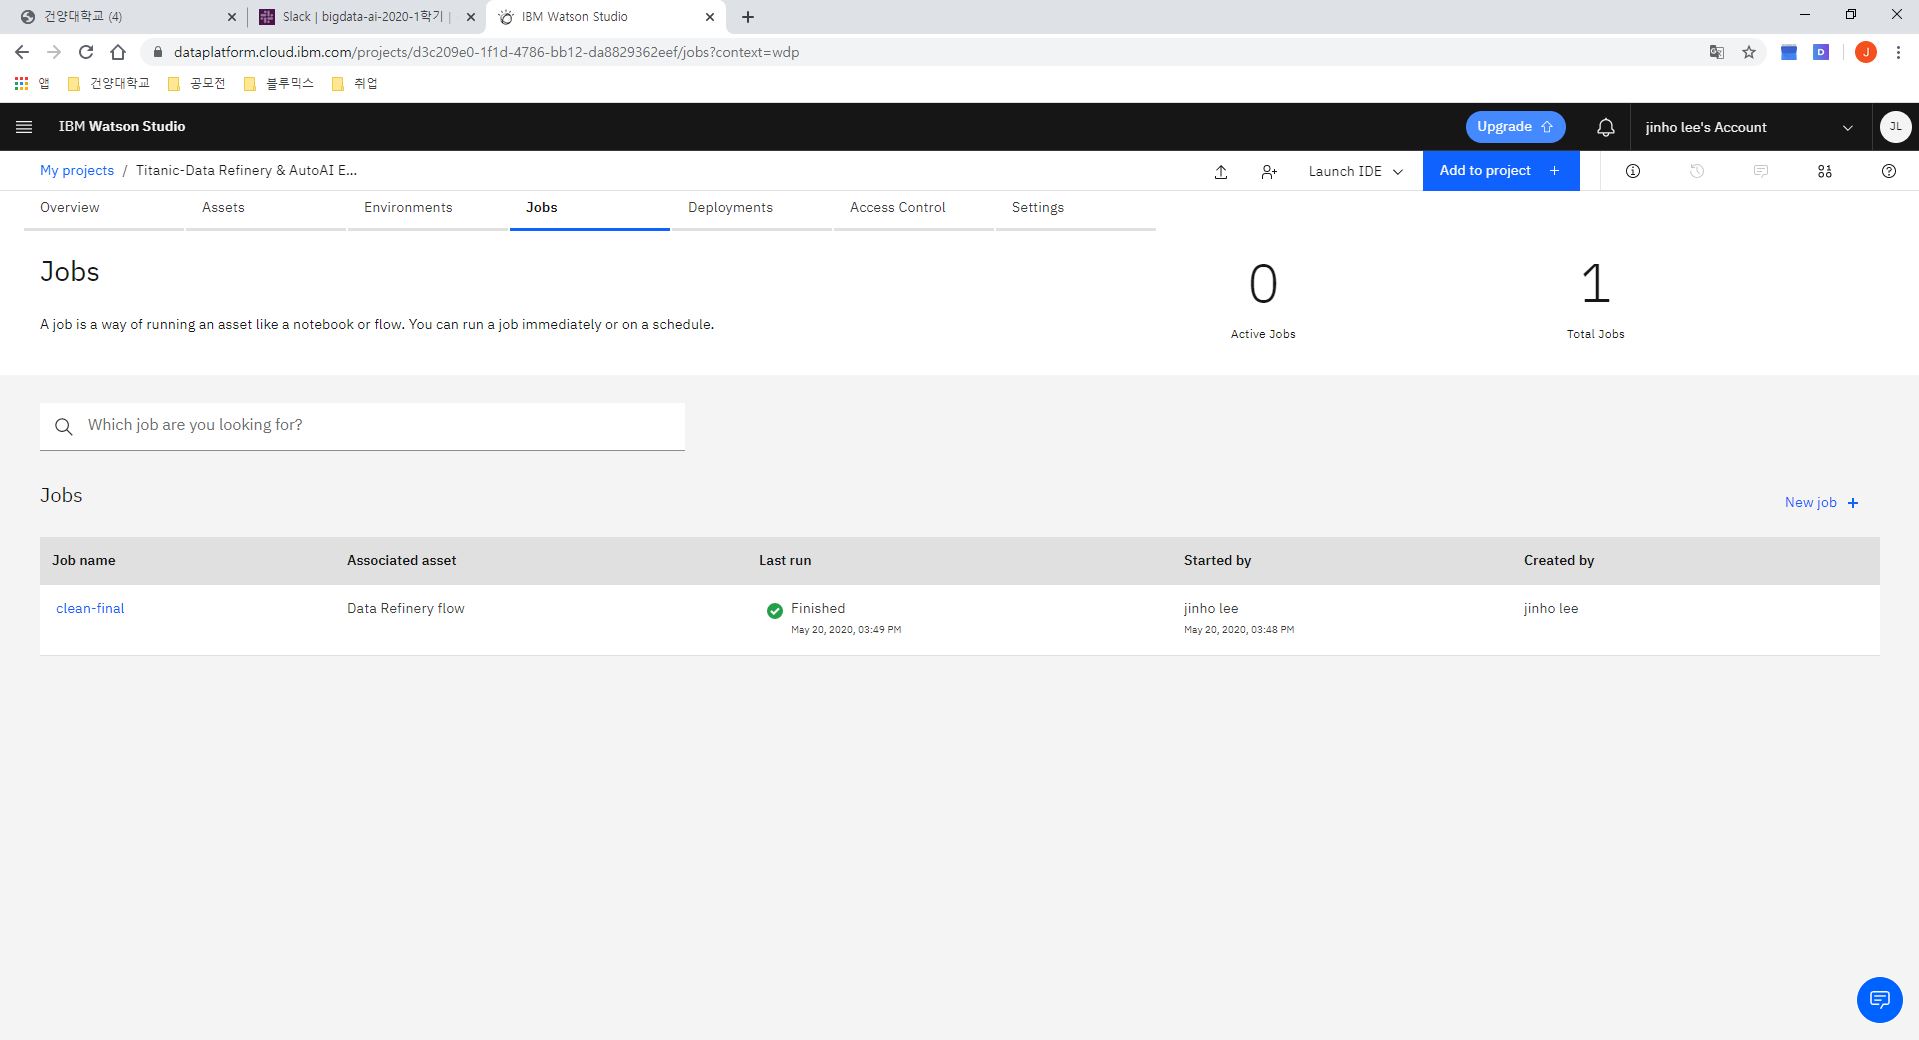 건양대학교 (4)
Slack | bigdata-ai-2020-1학기 |
IBM Watson Studio
dataplatform.cloud.ibm.com/projects/d3c209e0-1f1d-4786-bb12-da8829362eef/jobs?context=wdp
D
J
앱 건양대학교 공모전 블루믹스 취업
IBM Watson Studio
Upgrade
jinho lee's Account
JL
My projects / Titanic-Data Refinery & AutoAI E...
Launch IDE
Add to project +
Overview Assets Environments Jobs Deployments Access Control Settings
Jobs
0
1
A job is a way of running an asset like a notebook or flow. You can run a job immediately or on a schedule.
Active Jobs
Total Jobs
Which job are you looking for?
Jobs
New job +
Job name Associated asset Last run Started by Created by
clean-final Data Refinery flow Finished jinho lee jinho lee
May 20, 2020, 03:49 PM May 20, 2020, 03:48 PM